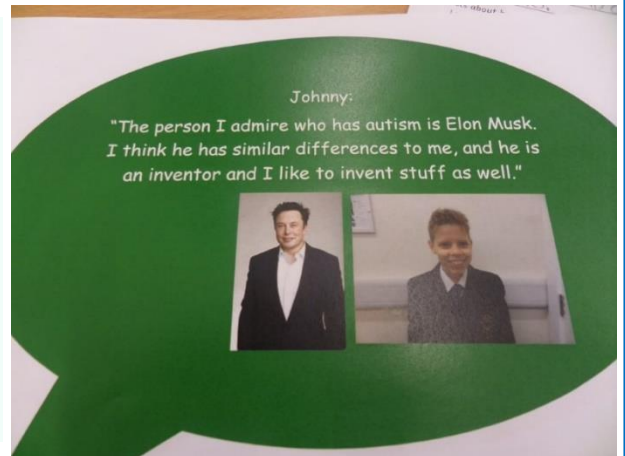 about
Johnny:
"The person I admire who has autism is Elon Musk.
I think he has similar differences to me, and he is
an inventor and I like to invent stuff as well."